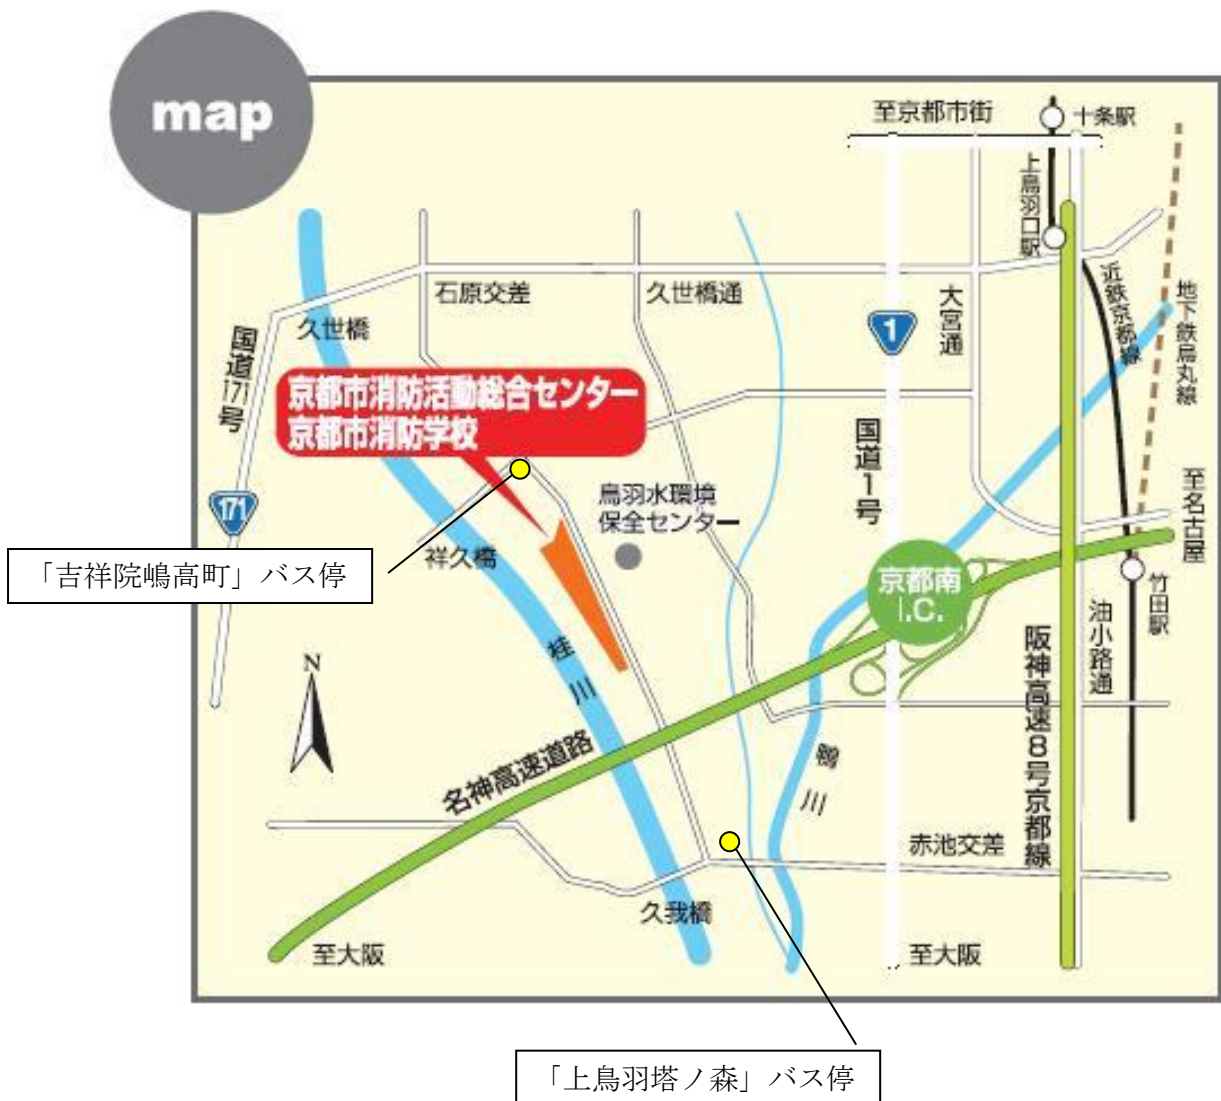 map
至京都市街
十条駅
上鳥羽口駅
石原交差
久世橋通
久世橋
大宮通
近鉄京都線
地下鉄烏丸線
国道171号
1
京都市消防活動総合センター
京都市消防学校
国道1号
171
鳥羽水環境
保全センター
至名古屋
「吉祥院嶋高町」バス停
祥久橋
京都南
I.C.
竹田駅
油小路通
阪神高速8号京都線
N
桂川
名神高速道路
鴨川
赤池交差
久我橋
至大阪
至大阪
「上鳥羽塔ノ森」バス停